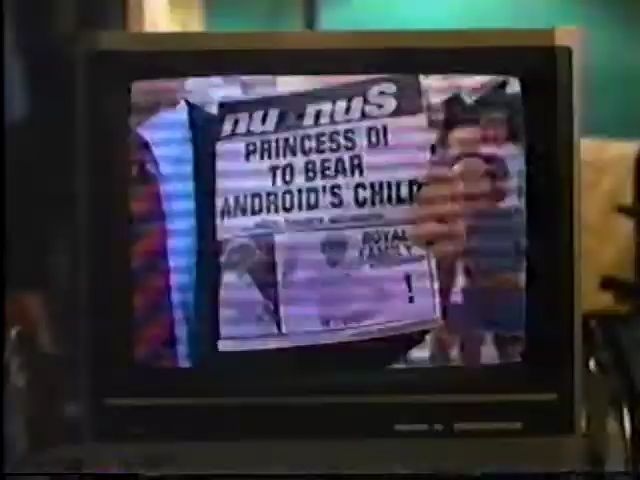 nu nuS
PRINCESS DI
TO BEAR
ANDROID'S CHILD
ROYAL
FAMILY
!